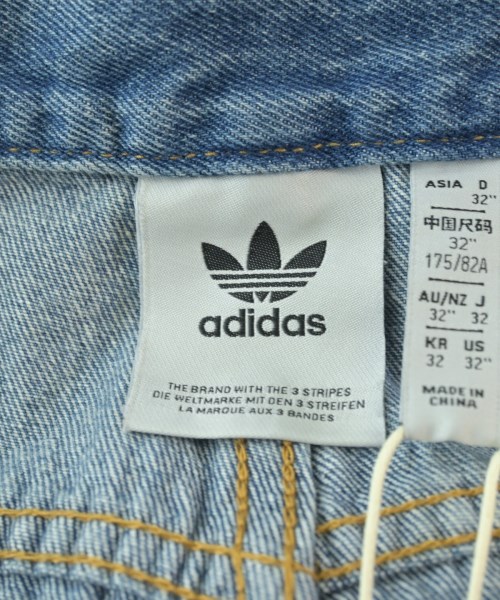 adidas
THE BRAND WITH THE 3 STRIPES
DIE WELTMARKE MIT DEN 3 STREIFEN
LA MARQUE AUX 3 BANDES
ASIA D
32"
中国尺码
32"
175/82A
AU/NZ J
32" 32
KR US
32 32"
MADE IN
CHINA